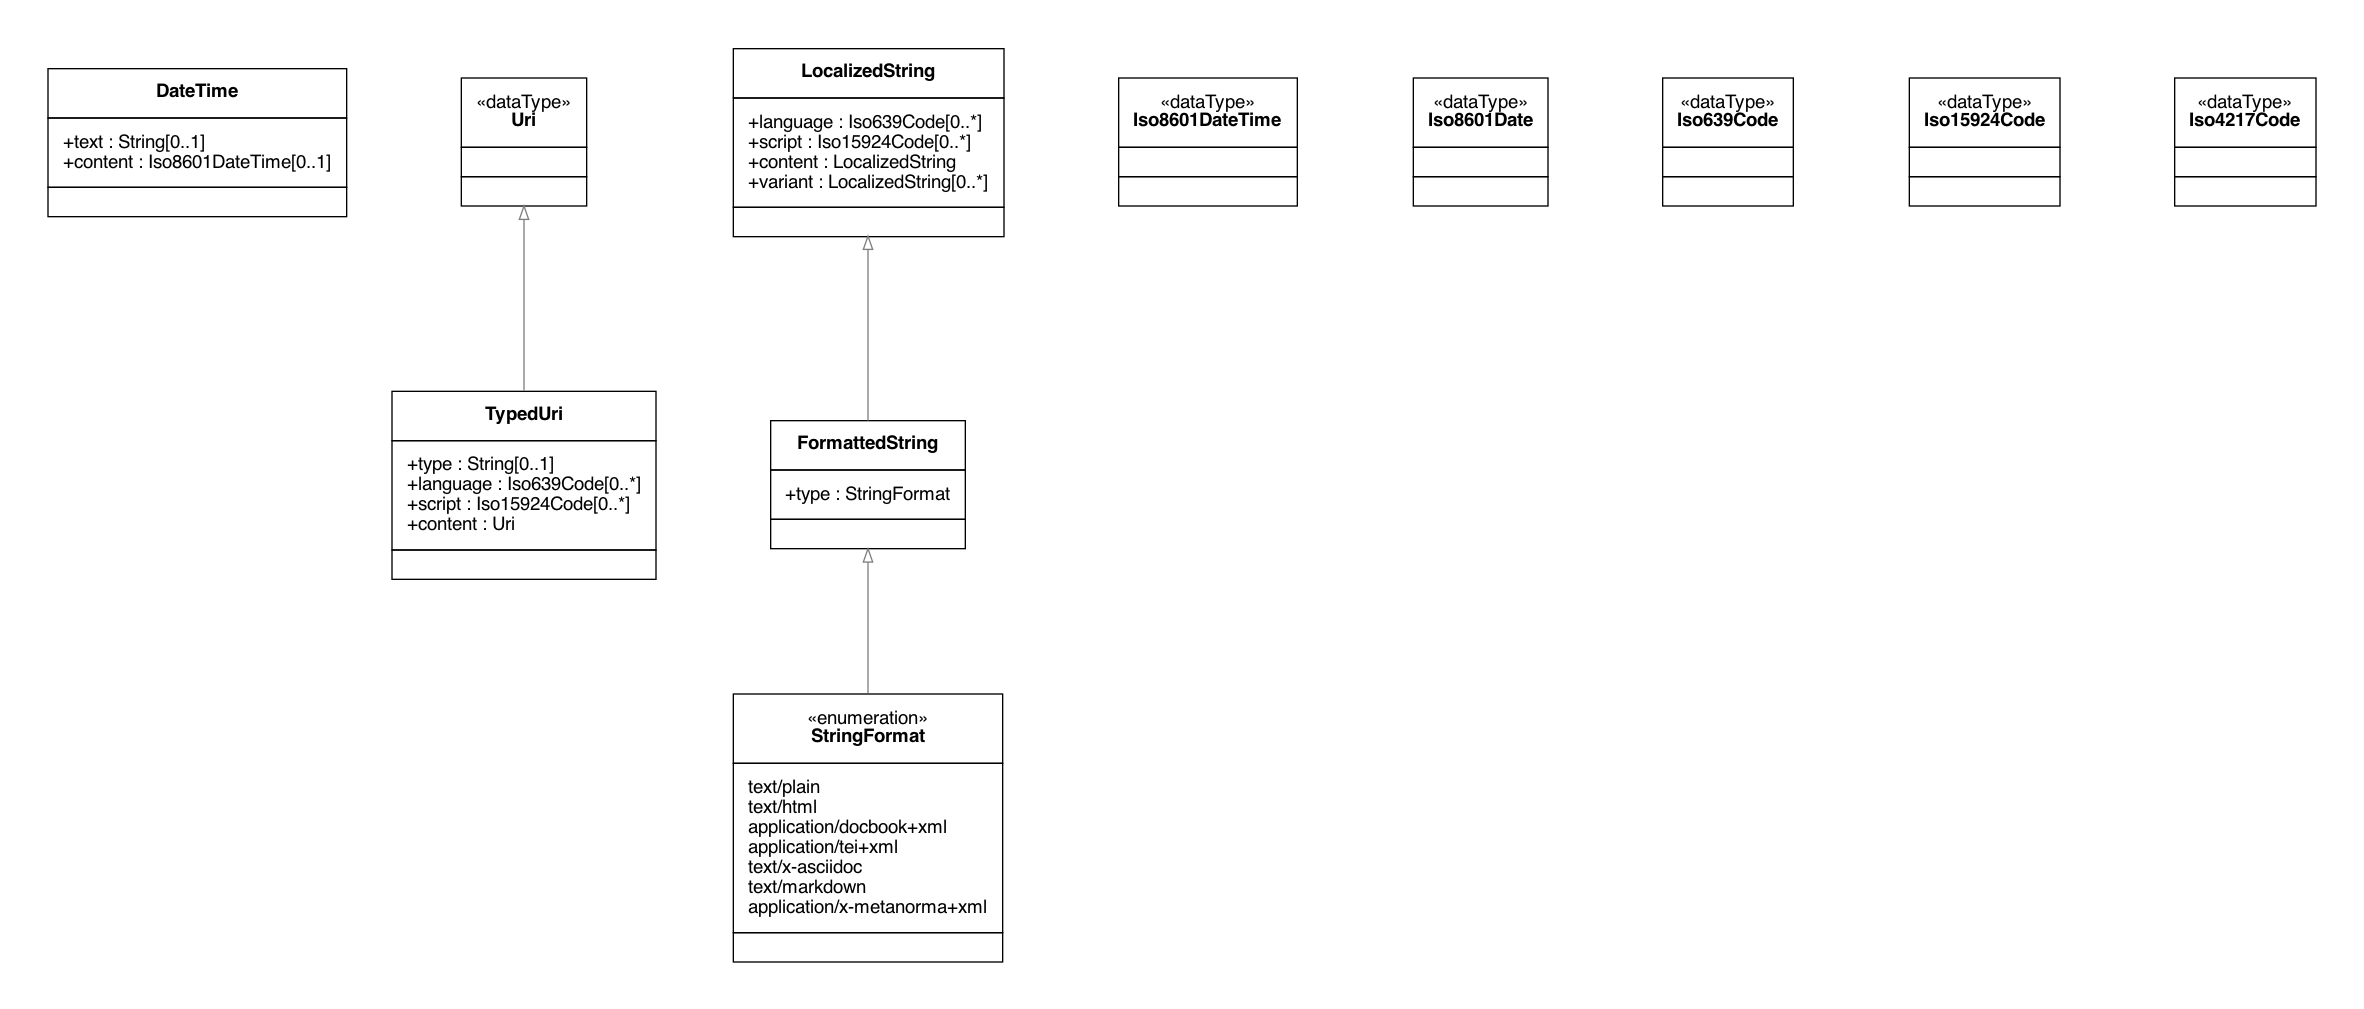 DateTime
+text : String[0..1]
+content : Iso8601DateTime[0..1]
«dataType»
Uri
LocalizedString
+language : Iso639Code[0..*]
+script : Iso15924Code[0..*]
+content : LocalizedString
+variant : LocalizedString[0..*]
«dataType»
Iso8601DateTime
«dataType»
Iso8601Date
«dataType»
Iso639Code
«dataType»
Iso15924Code
«dataType»
Iso4217Code
TypedUri
+type : String[0..1]
+language : Iso639Code[0..*]
+script : Iso15924Code[0..*]
+content : Uri
FormattedString
+type : StringFormat
«enumeration»
StringFormat
text/plain
text/html
application/docbook+xml
application/tei+xml
text/x-asciidoc
text/markdown
application/x-metanorma+xml